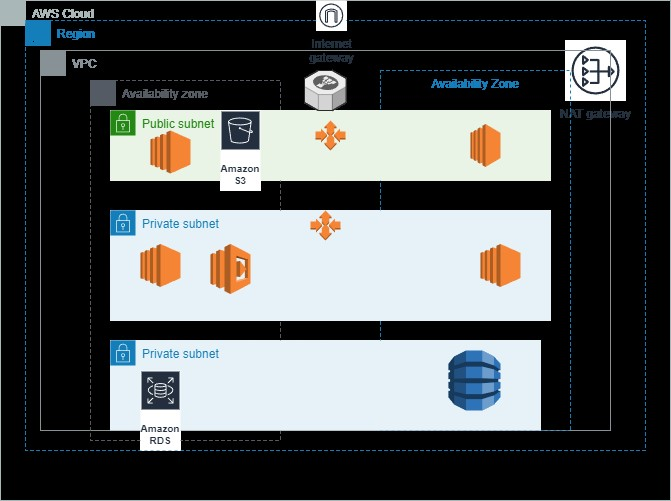 AWS Cloud
Region
Internet
gateway
VPC
Availability zone
Availability Zone
NAT gateway
Public subnet
Amazon
S3
Private subnet
Private subnet
Amazon
RDS